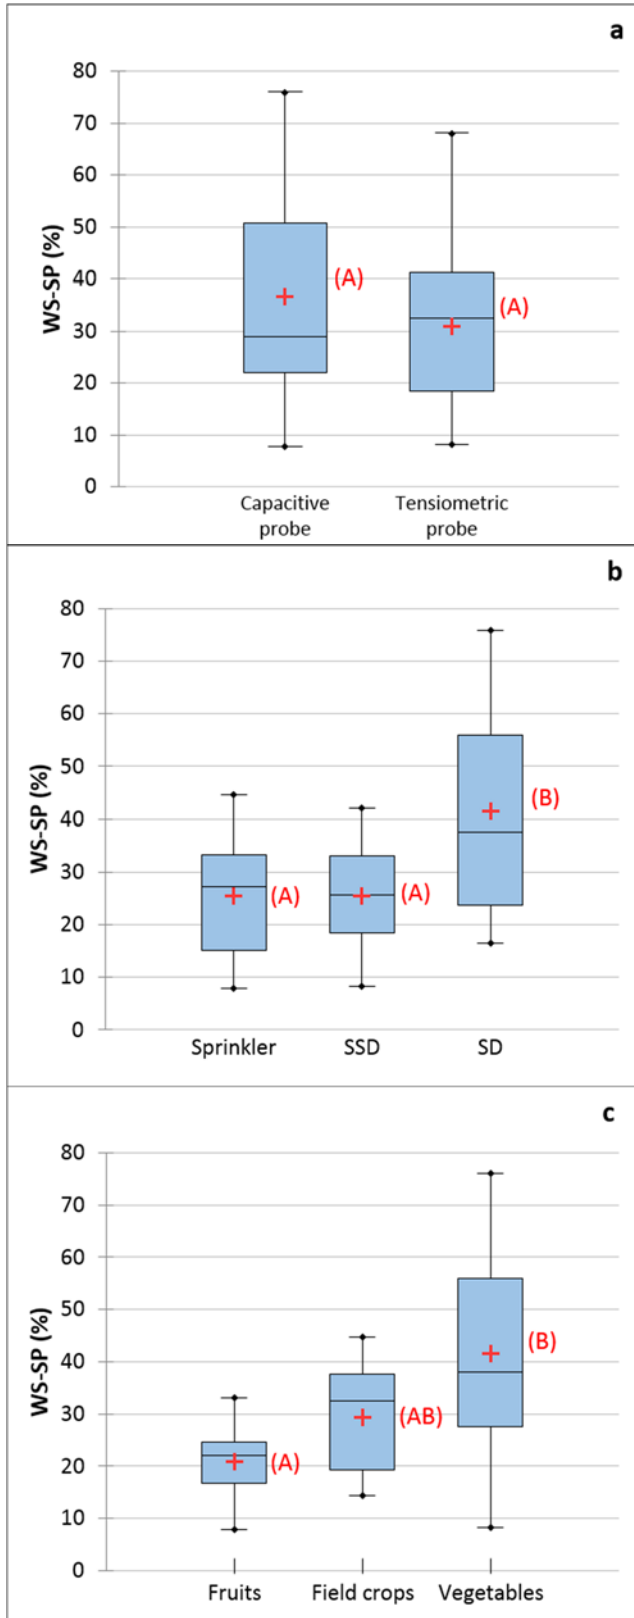 a
80
70
60
50
40
30
20
10
0
WS-SP (%)
(A)
(A)
Capacitive
probe
Tensiometric
probe
b
80
70
60
50
40
30
20
10
0
WS-SP (%)
(A)
(A)
(B)
Sprinkler
SSD
SD
c
80
70
60
50
40
30
20
10
0
WS-SP (%)
(A)
(AB)
(B)
Fruits
Field crops
Vegetables